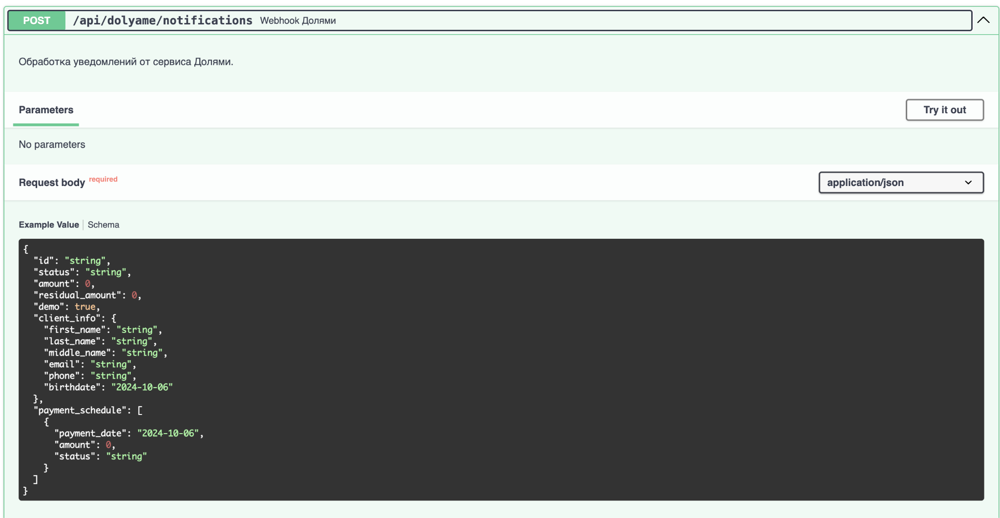 POST /api/dolyame/notifications Webhook Долями
Обработка уведомлений от сервиса Долями.
Parameters
Try it out
No parameters
Request body required
application/json
Example Value | Schema
{
  "id": "string",
  "status": "string",
  "amount": 0,
  "residual_amount": 0,
  "demo": true,
  "client_info": {
    "first_name": "string",
    "last_name": "string",
    "middle_name": "string",
    "email": "string",
    "phone": "string",
    "birthdate": "2024-10-06"
  },
  "payment_schedule": [
    {
      "payment_date": "2024-10-06",
      "amount": 0,
      "status": "string"
    }
  ]
}